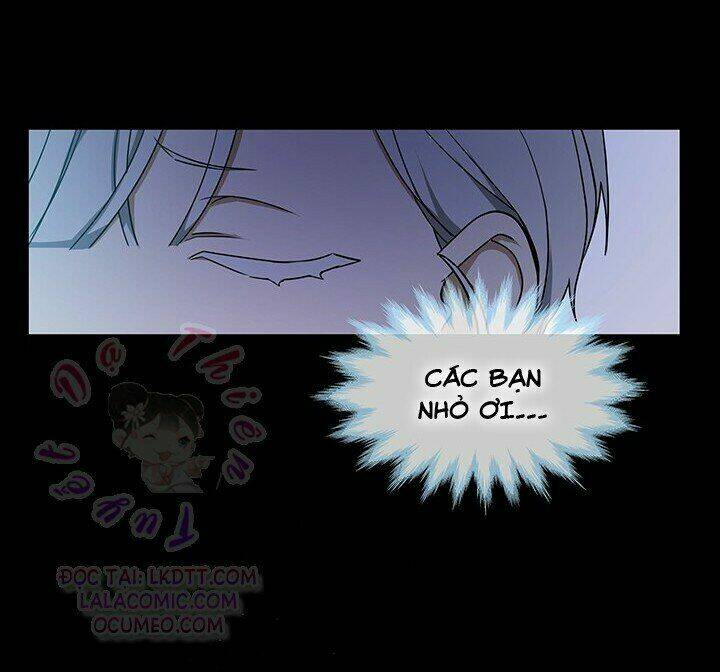 CÁC BẠN
NHỎ ƠI---
Dạ Thiên
Tuyệt
ĐỌC TẠI: LKDTT.COM
LALACOMIC.COM
OCUMEO.COM